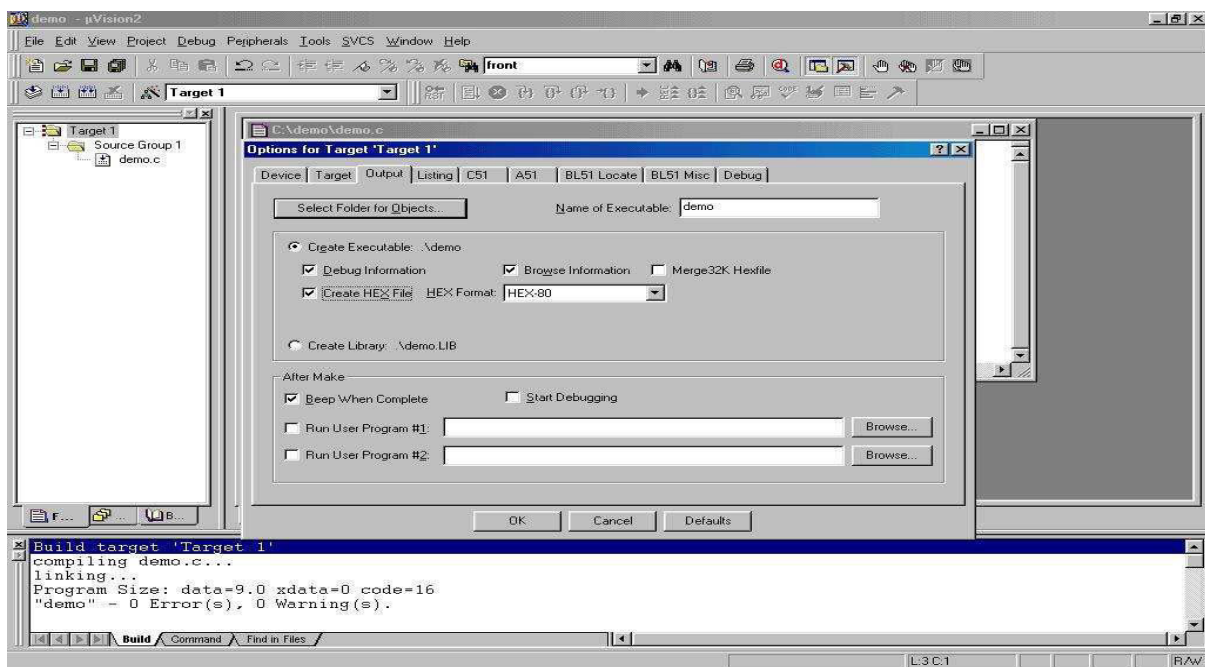 demo - µVision2
File Edit View Project Debug Peripherals Tools SVCS Window Help
front
Target 1
Target 1
Source Group 1
demo.c
C:\demo\demo.c
Options for Target 'Target 1'
Device Target Output Listing C51 A51 BL51 Locate BL51 Misc Debug
Select Folder for Objects... Name of Executable: demo
Create Executable: .\demo
Debug Information Browse Information Merge32K Hexfile
Create HEX File HEX Format: HEX-80
Create Library: .\demo.LIB
After Make
Beep When Complete Start Debugging
Run User Program #1: Browse...
Run User Program #2: Browse...
OK Cancel Defaults
F... B...
Build target 'Target 1'
compiling demo.c...
linking...
Program Size: data=9.0 xdata=0 code=16
"demo" - 0 Error(s), 0 Warning(s).
Build Command Find in Files
L:3 C:1 R/W